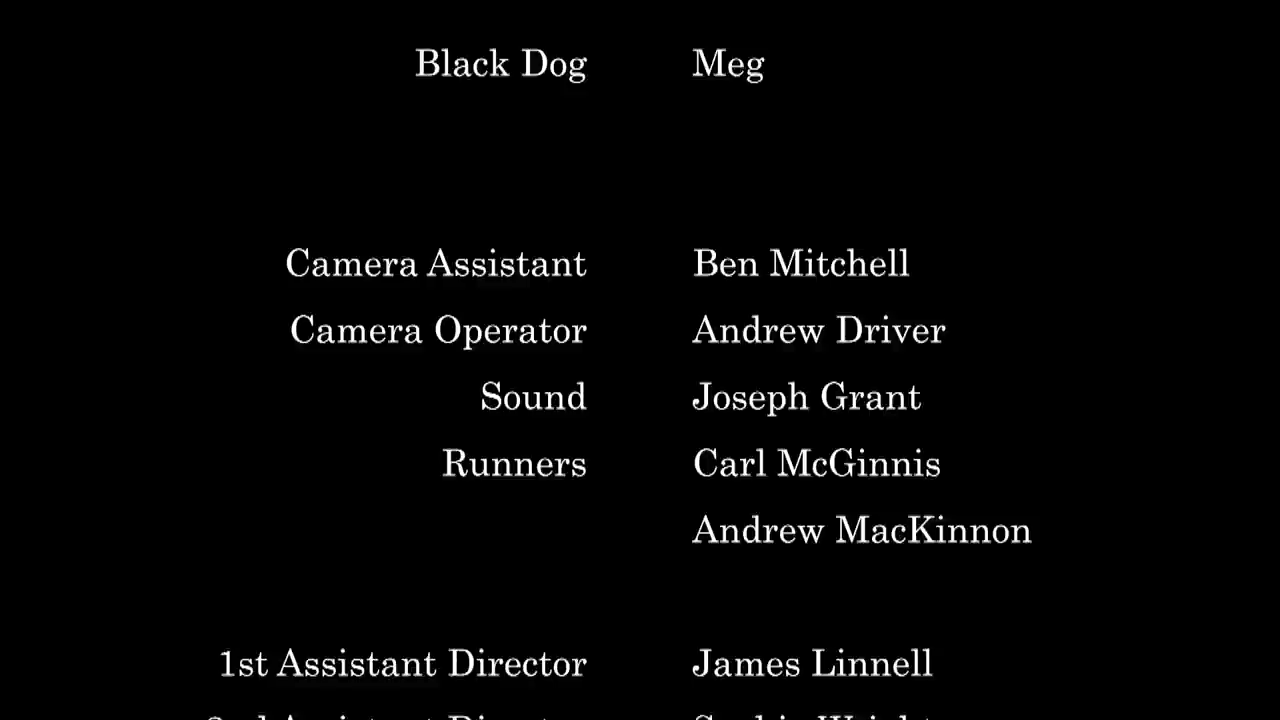 Black Dog Meg
Camera Assistant Ben Mitchell
Camera Operator Andrew Driver
Sound Joseph Grant
Runners Carl McGinnis
Andrew MacKinnon
1st Assistant Director James Linnell